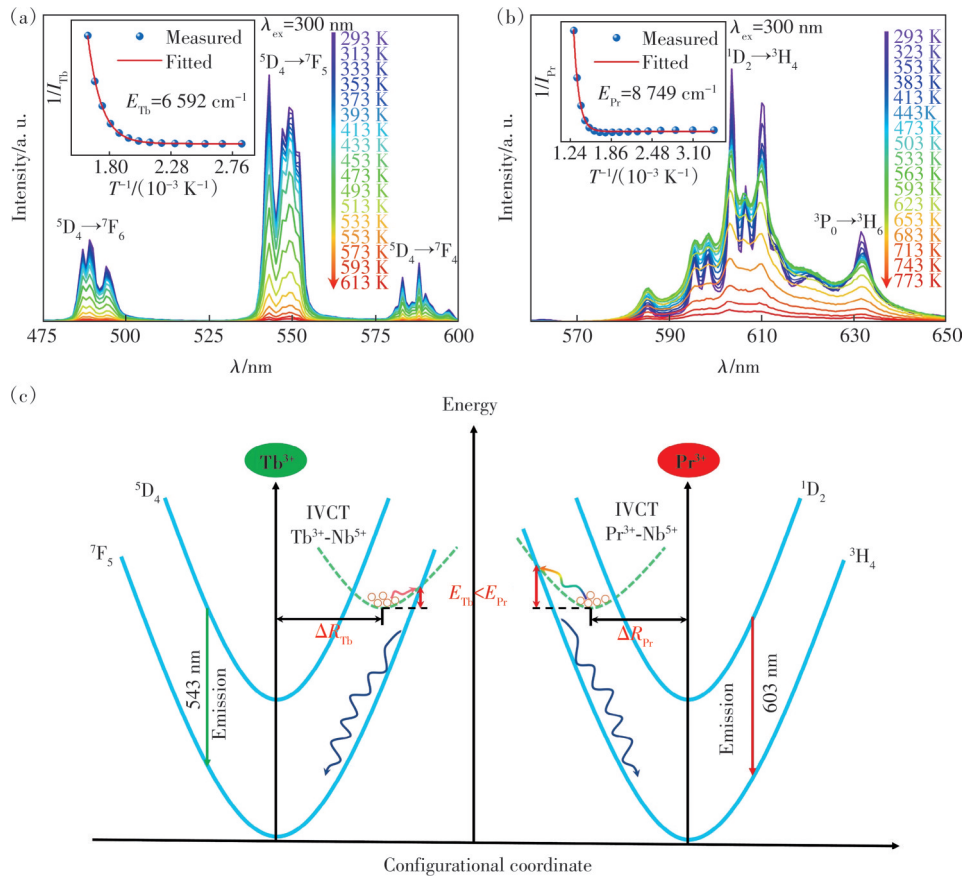 (a)
λex=300 nm
Measured
Fitted
1/ITb
ETb=6 592 cm⁻¹
1.80 2.28 2.76
T⁻¹/(10⁻³ K⁻¹)
⁵D₄→⁷F₅
⁵D₄→⁷F₆
⁵D₄→⁷F₄
293 K
313 K
333 K
353 K
373 K
393 K
413 K
433 K
453 K
473 K
493 K
513 K
533 K
553 K
573 K
593 K
613 K
Intensity/a. u.
475 500 525 550 575 600
λ/nm
(b)
λex=300 nm
Measured
Fitted
1/IPr
EPr=8 749 cm⁻¹
1.24 1.86 2.48 3.10
T⁻¹/(10⁻³ K⁻¹)
¹D₂→³H₄
³P₀→³H₆
293 K
323 K
353 K
383 K
413 K
443 K
473 K
503 K
533 K
563 K
593 K
623 K
653 K
683 K
713 K
743 K
773 K
Intensity/a. u.
570 590 610 630 650
λ/nm
(c)
Energy
Tb³⁺
Pr³⁺
⁵D₄
⁷F₅
IVCT
Tb³⁺-Nb⁵⁺
IVCT
Pr³⁺-Nb⁵⁺
¹D₂
³H₄
ETb<EPr
ΔRTb
ΔRPr
543 nm
Emission
Emission
603 nm
Configurational coordinate